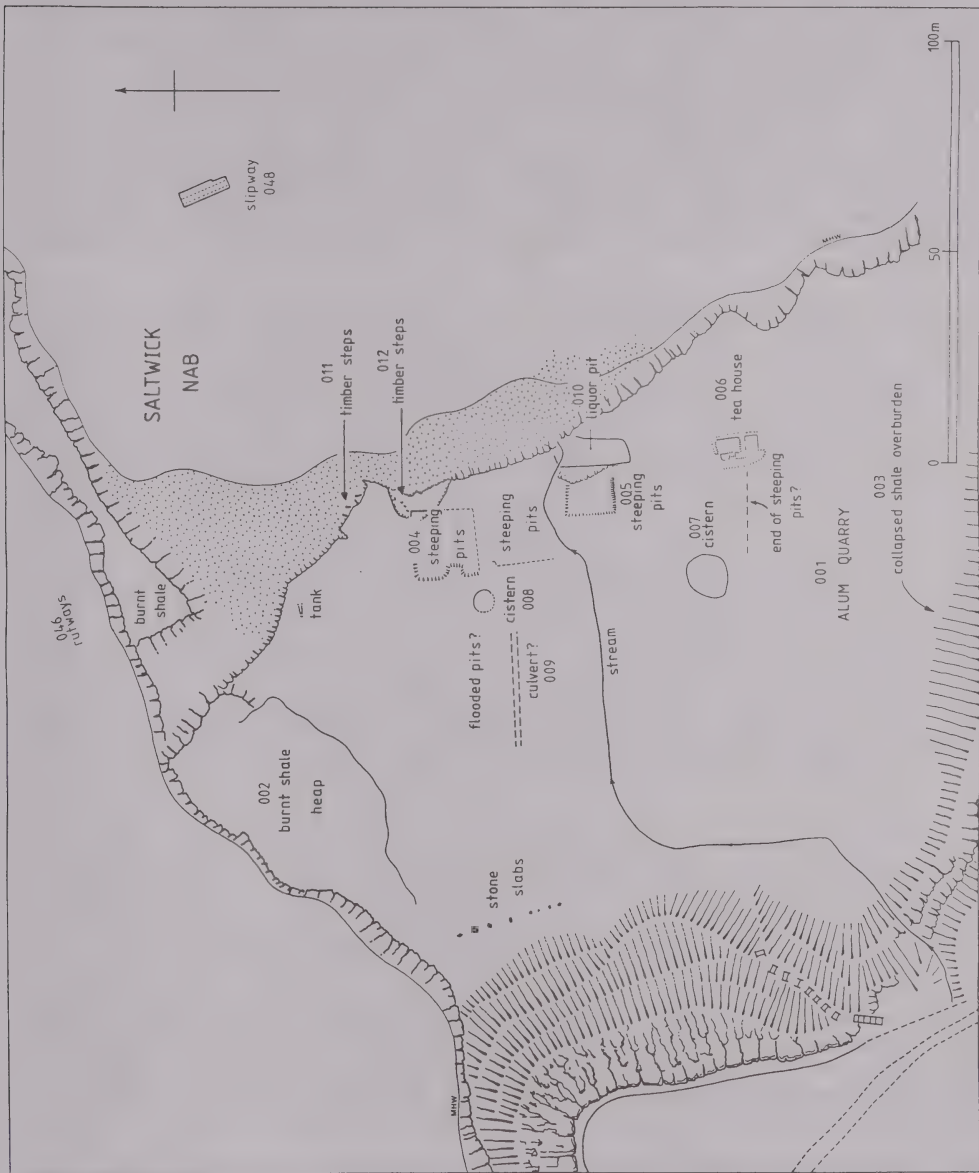 100m
50
0
slipway
048
SALTWICK
NAB
011
timber steps
012
timber steps
046
rutways
burnt
shale
tank
004
steeping
pits
steeping
pits
flooded pits?
cistern
008
culvert?
009
002
burnt shale
heap
stone
slabs
stream
010
liquor pit
005
steeping
pits
006
tea house
007
cistern
end of steeping
pits?
001
ALUM QUARRY
003
collapsed shale overburden
MHW
MHW